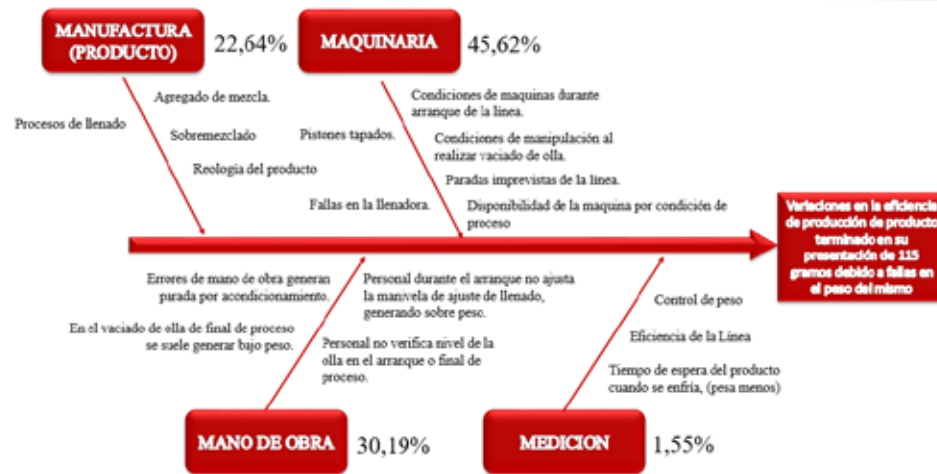 MANUFACTURA
(PRODUCTO)
22,64%
MAQUINARIA
45,62%
Procesos de llenado
Agregado de mezcla.
Sobremezclado
Reología del producto
Condiciones de maquinas durante
arranque de la línea.
Pistones tapados.
Condiciones de manipulación al
realizar vaciado de olla.
Paradas imprevistas de la línea.
Fallas en la llenadora.
Disponibilidad de la maquina por condición de
proceso
Variaciones en la eficiencia
de producción de producto
terminado en su
presentación de 115
gramos debido a fallas en
el peso del mismo
Errores de mano de obra generan
parada por acondicionamiento.
En el vaciado de olla de final de proceso
se suele generar bajo peso.
Personal durante el arranque no ajusta
la manivela de ajuste de llenado,
generando sobre peso.
Personal no verifica nivel de la
olla en el arranque o final de
proceso.
Control de peso
Eficiencia de la Línea
Tiempo de espera del producto
cuando se enfría, (pesa menos)
MANO DE OBRA
30,19%
MEDICION
1,55%